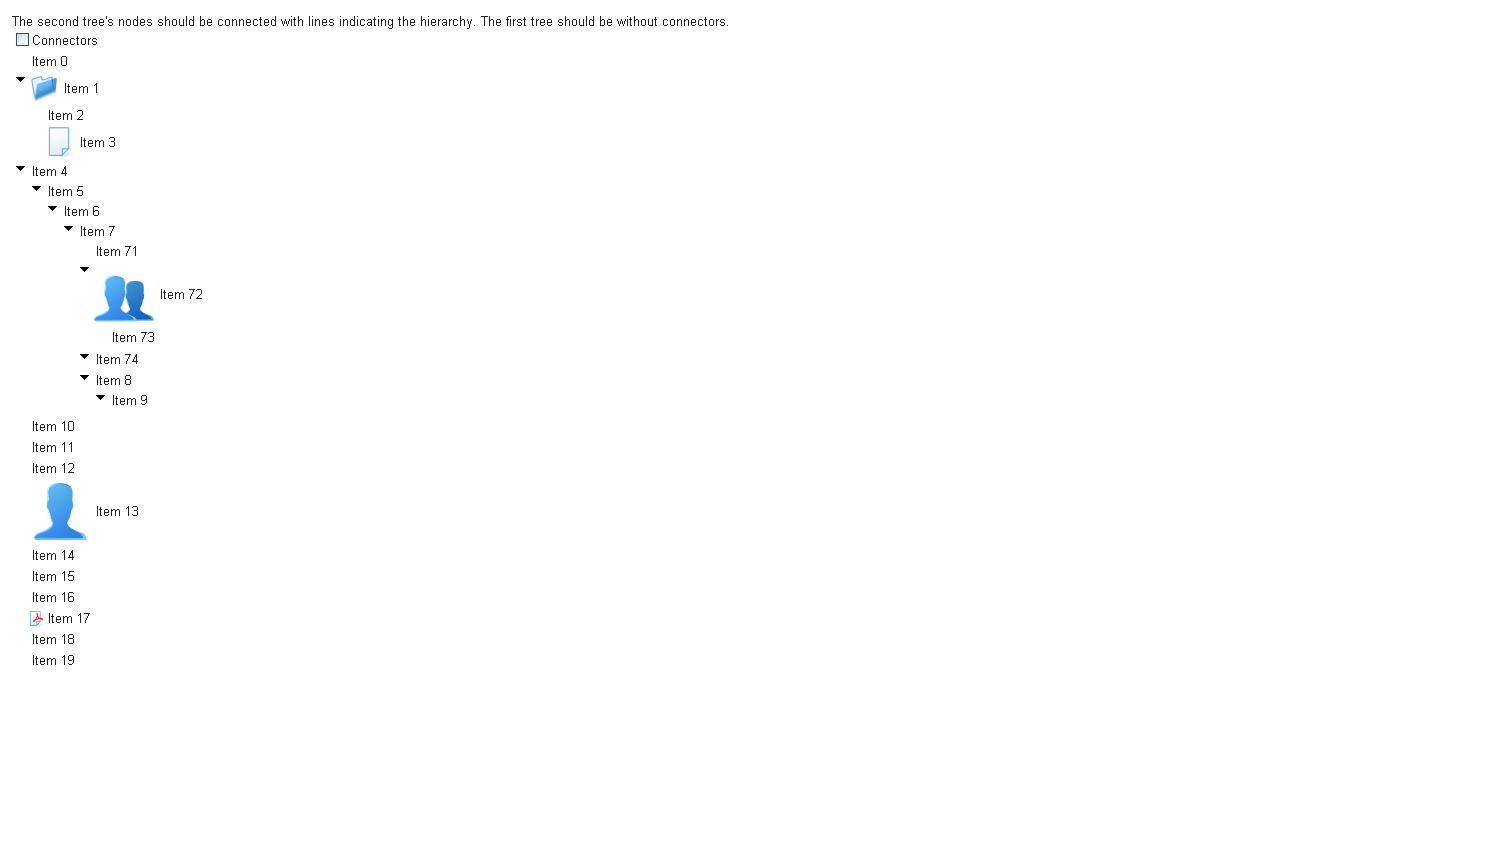 The second tree's nodes should be connected with lines indicating the hierarchy. The first tree should be without connectors.
Connectors
Item 0
Item 1
Item 2
Item 3
Item 4
Item 5
Item 6
Item 7
Item 71
Item 72
Item 73
Item 74
Item 8
Item 9
Item 10
Item 11
Item 12
Item 13
Item 14
Item 15
Item 16
Item 17
Item 18
Item 19